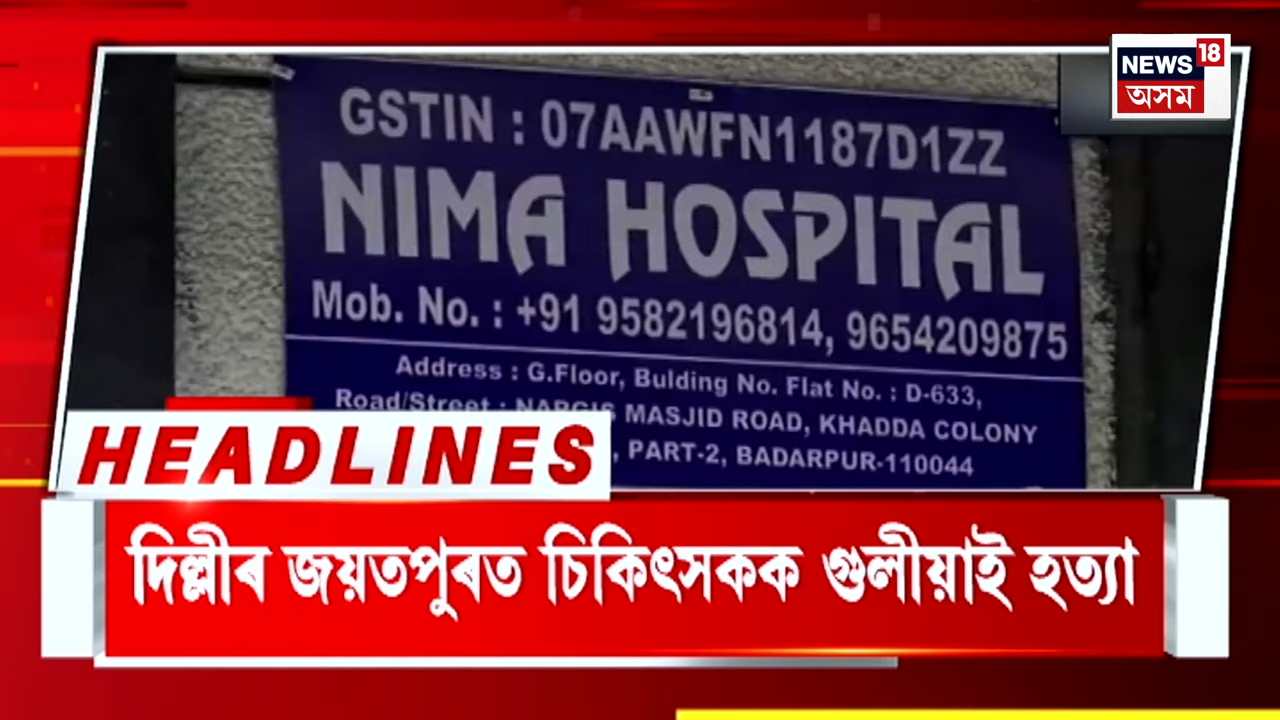 NEWS 18
অসম
GSTIN : 07AAWFN1187D1ZZ
NIMA HOSPITAL
Mob. No. : +91 9582196814, 9654209875
Address : G.Floor, Bulding No. Flat No. : D-633,
Road/Street : NARGIS MASJID ROAD, KHADDA COLONY
, PART-2, BADARPUR-110044
HEADLINES
দিল্লীৰ জয়তপুৰত চিকিৎসকক গুলীয়াই হত্যা